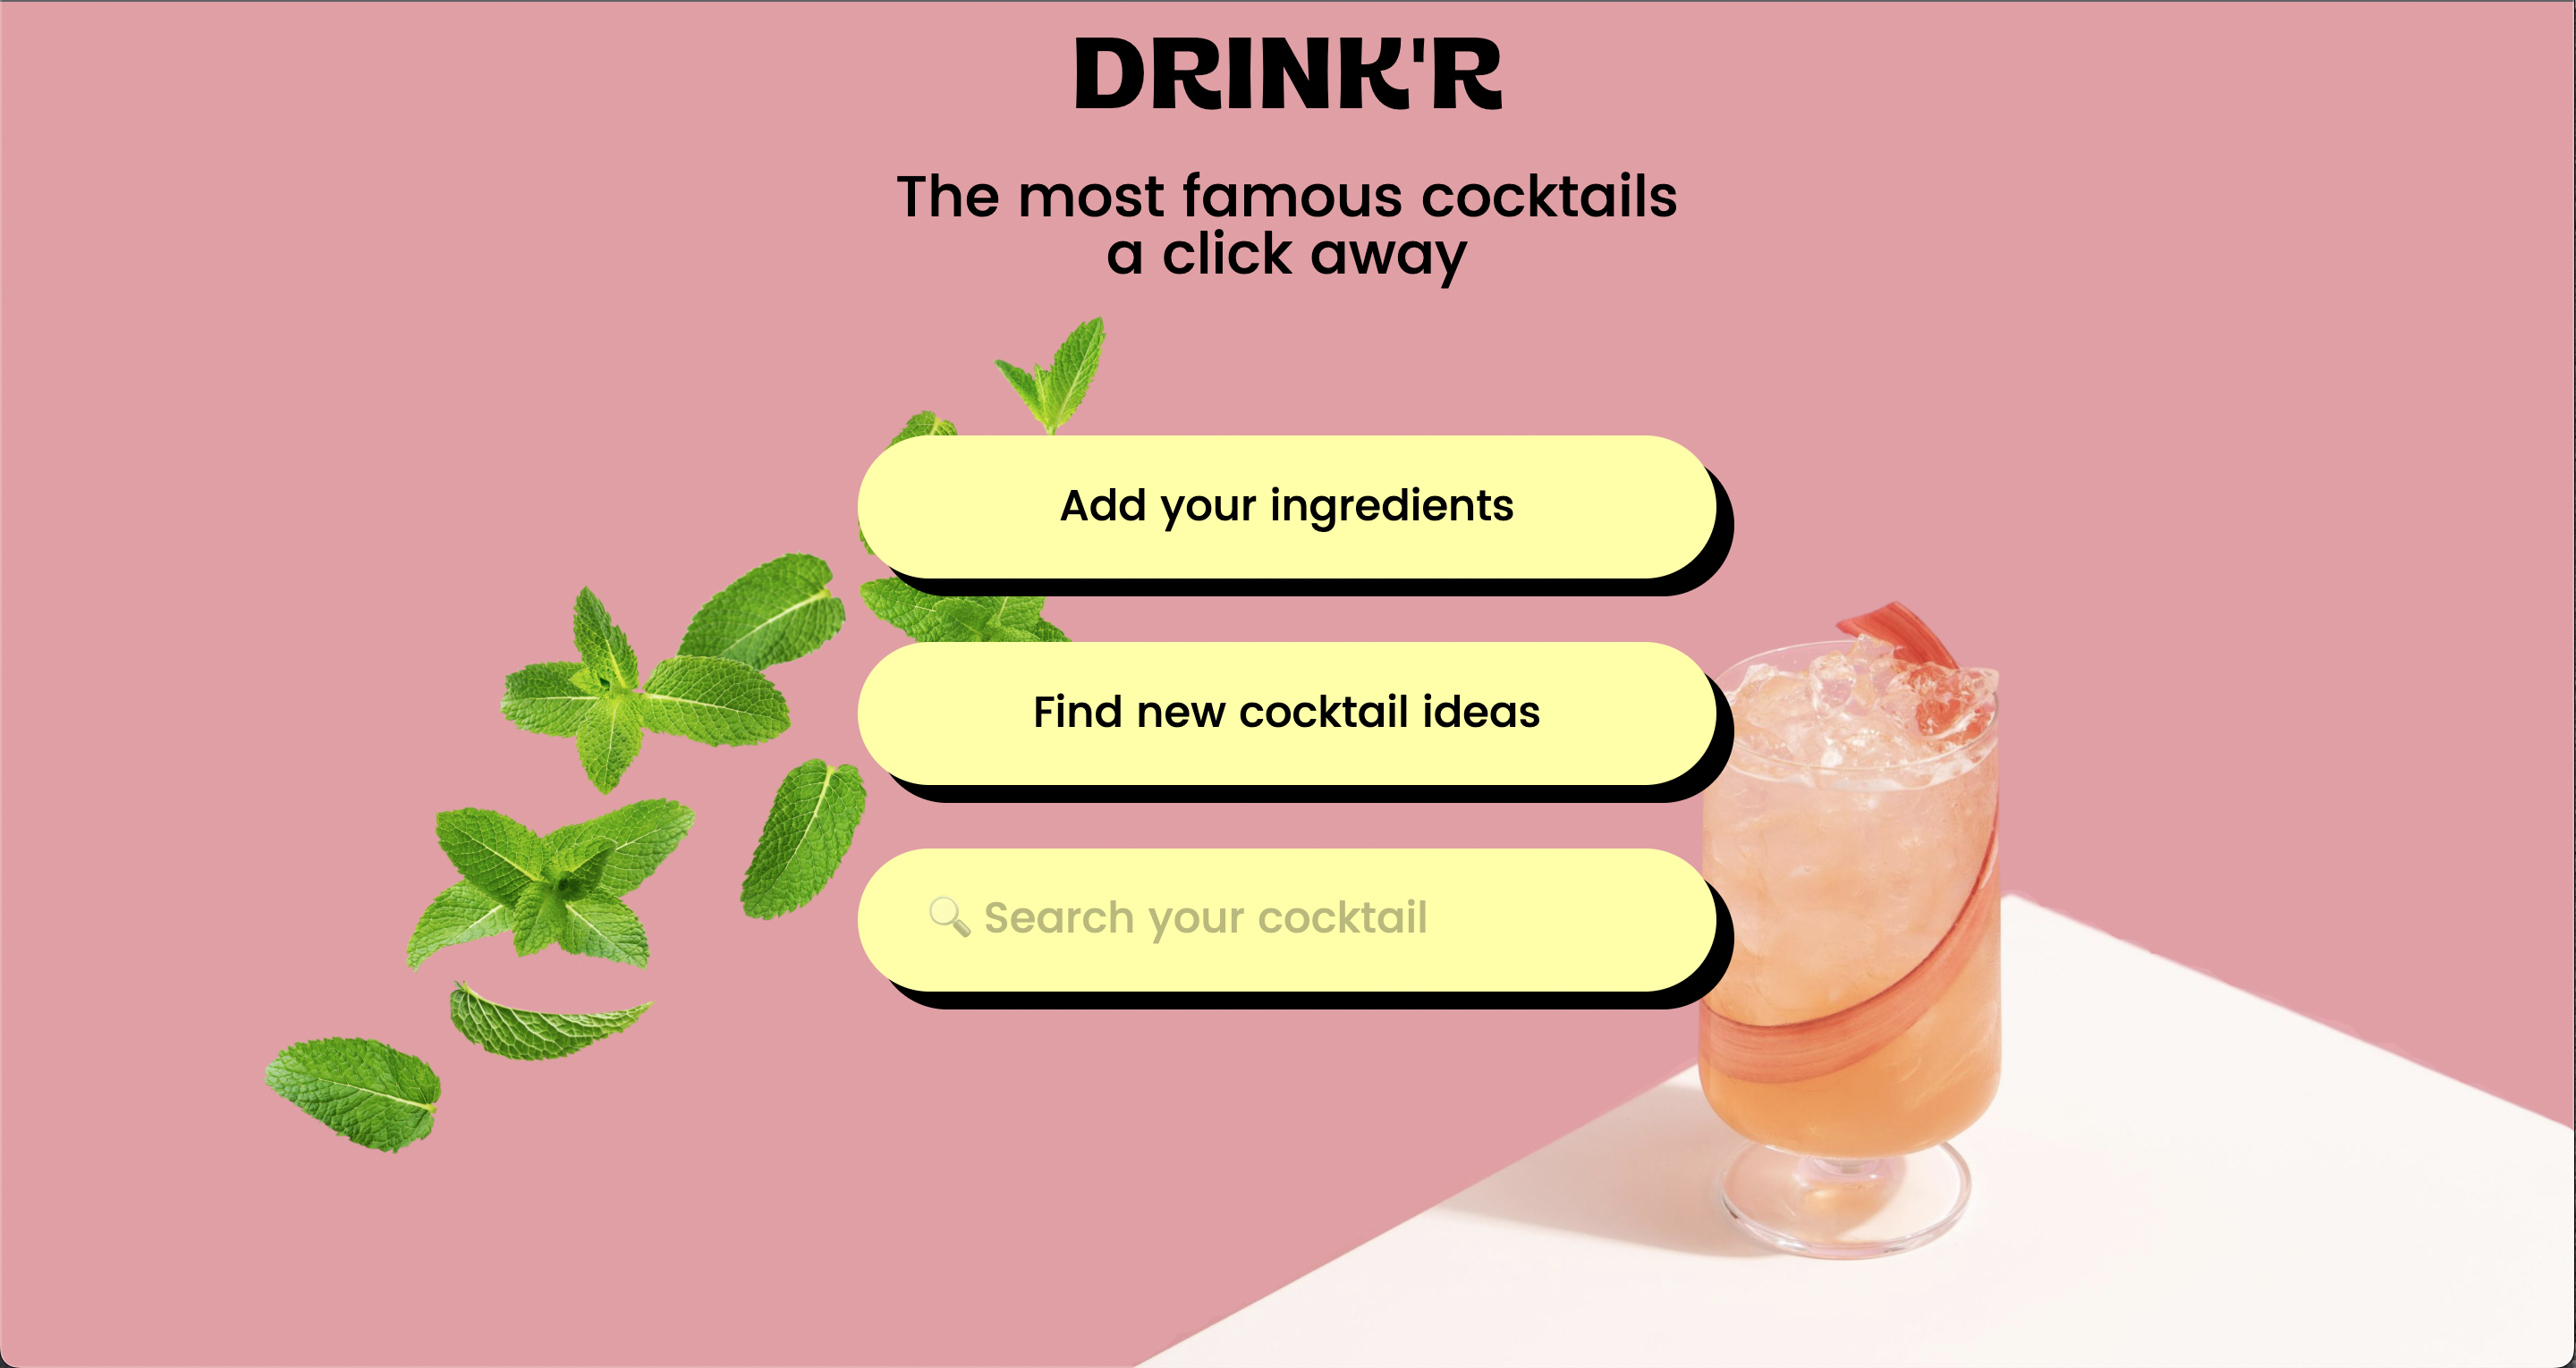 DRINK'R
The most famous cocktails
a click away
Add your ingredients
Find new cocktail ideas
🔍 Search your cocktail